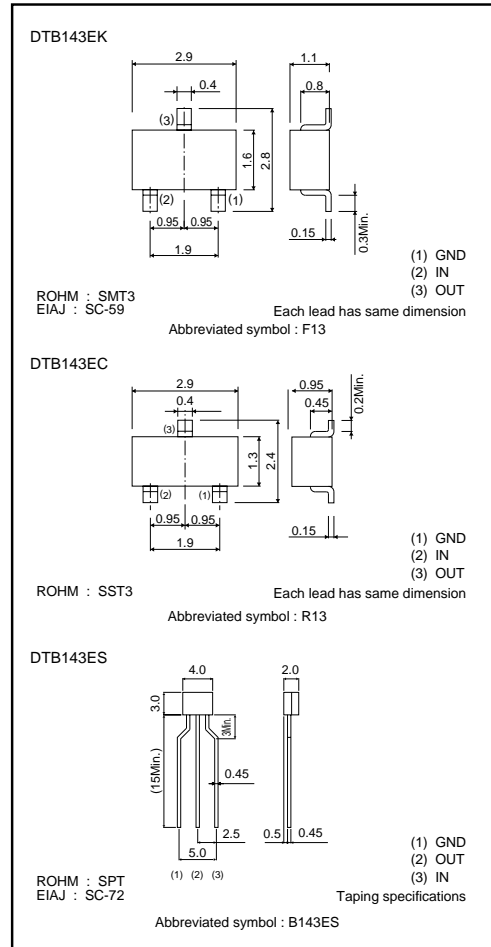 DTB143EK
2.9
0.4
(3)
1.6
2.8
(2)
(1)
0.95
0.95
1.9
1.1
0.8
0.15
0.3Min.
(1) GND
(2) IN
(3) OUT
ROHM : SMT3
EIAJ : SC-59
Each lead has same dimension
Abbreviated symbol : F13
DTB143EC
2.9
0.4
(3)
1.3
2.4
(2)
(1)
0.95
0.95
1.9
0.95
0.45
0.2Min.
0.15
(1) GND
(2) IN
(3) OUT
ROHM : SST3
Each lead has same dimension
Abbreviated symbol : R13
DTB143ES
4.0
2.0
3.0
3Min.
(15Min.)
0.45
2.5
5.0
0.5
0.45
(1) (2) (3)
(1) GND
(2) OUT
(3) IN
ROHM : SPT
EIAJ : SC-72
Taping specifications
Abbreviated symbol : B143ES